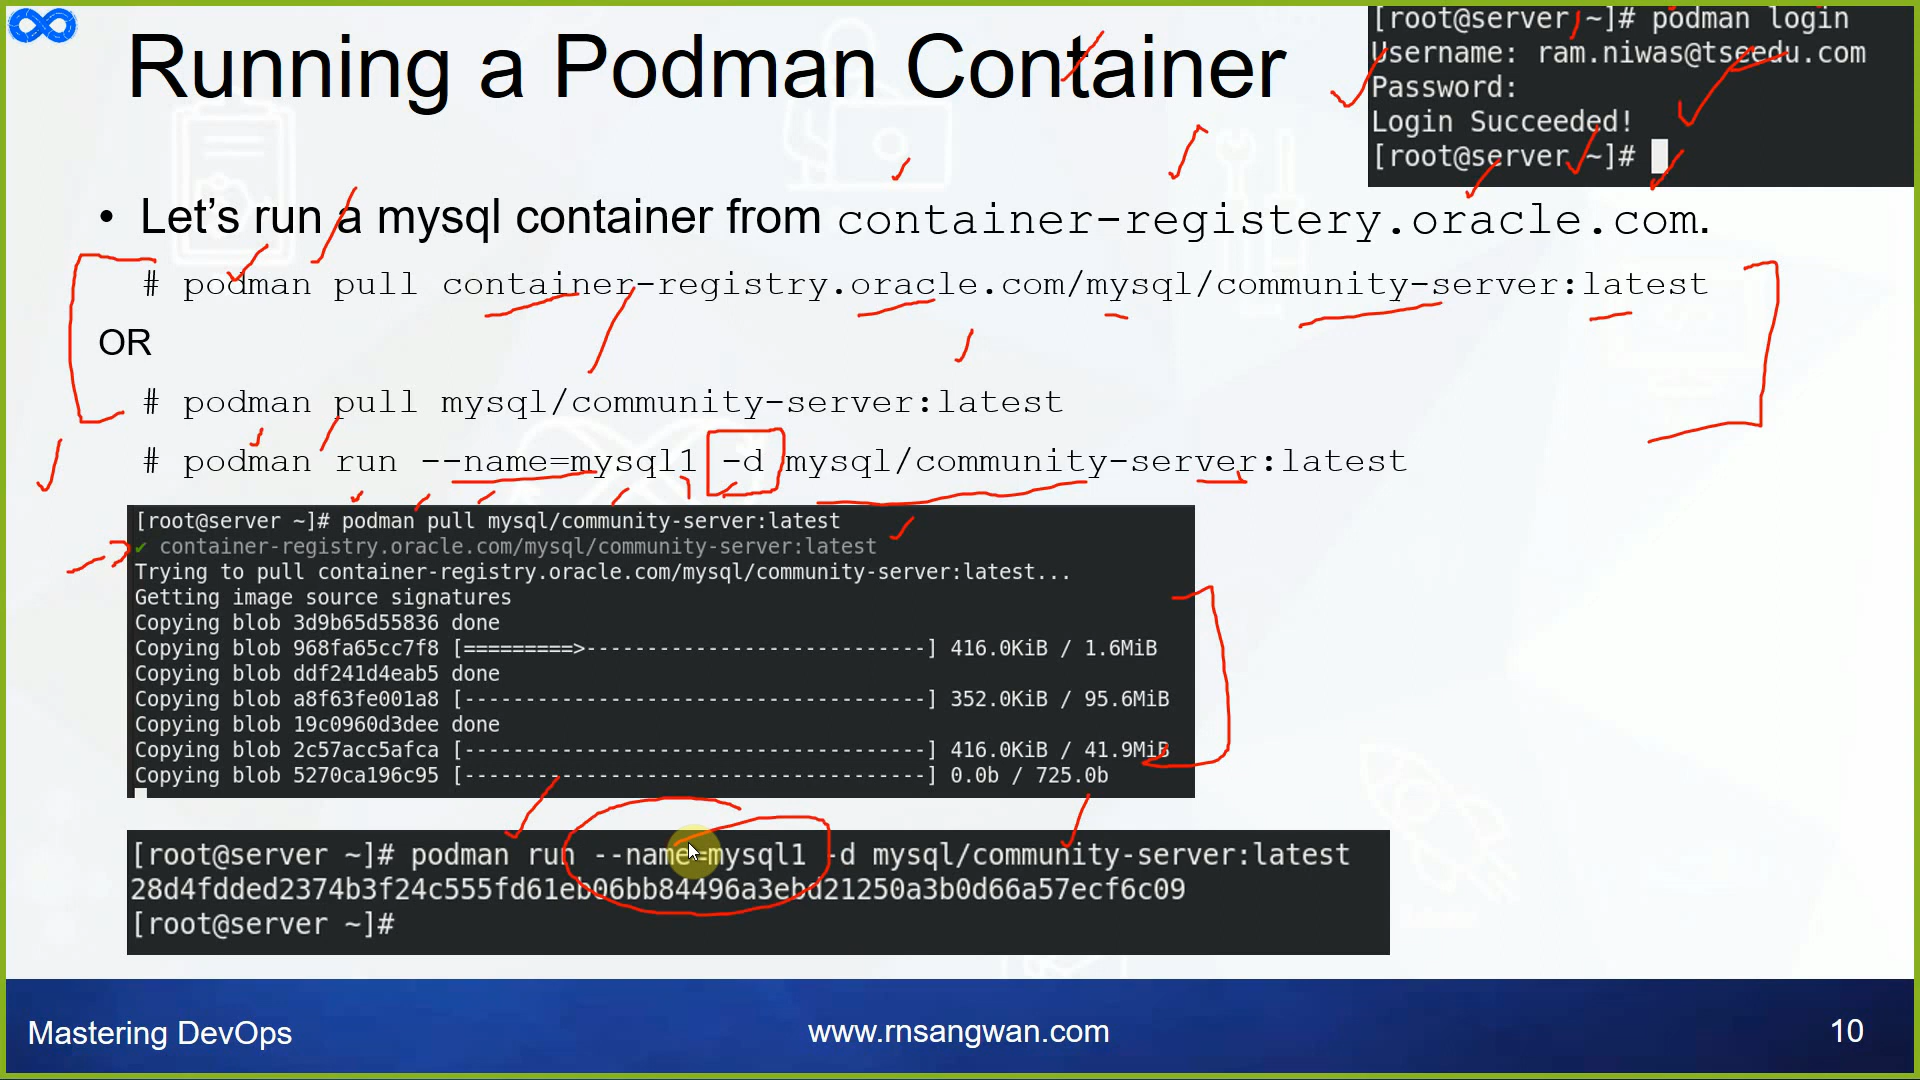 Running a Podman Container
[root@server ~]# podman login
Username: ram.niwas@tseedu.com
Password:
Login Succeeded!
[root@server ~]#
• Let’s run a mysql container from container-registery.oracle.com.
# podman pull container-registry.oracle.com/mysql/community-server:latest
OR
# podman pull mysql/community-server:latest
# podman run --name=mysql1 -d mysql/community-server:latest
[root@server ~]# podman pull mysql/community-server:latest
✔ container-registry.oracle.com/mysql/community-server:latest
Trying to pull container-registry.oracle.com/mysql/community-server:latest...
Getting image source signatures
Copying blob 3d9b65d55836 done
Copying blob 968fa65cc7f8 [=========>----------------------------] 416.0KiB / 1.6MiB
Copying blob ddf241d4eab5 done
Copying blob a8f63fe001a8 [--------------------------------------] 352.0KiB / 95.6MiB
Copying blob 19c0960d3dee done
Copying blob 2c57acc5afca [--------------------------------------] 416.0KiB / 41.9MiB
Copying blob 5270ca196c95 [--------------------------------------] 0.0b / 725.0b
[root@server ~]# podman run --name=mysql1 -d mysql/community-server:latest
28d4fdded2374b3f24c555fd61eb06bb84496a3ebd21250a3b0d66a57ecf6c09
[root@server ~]#
Mastering DevOps
www.rnsangwan.com
10